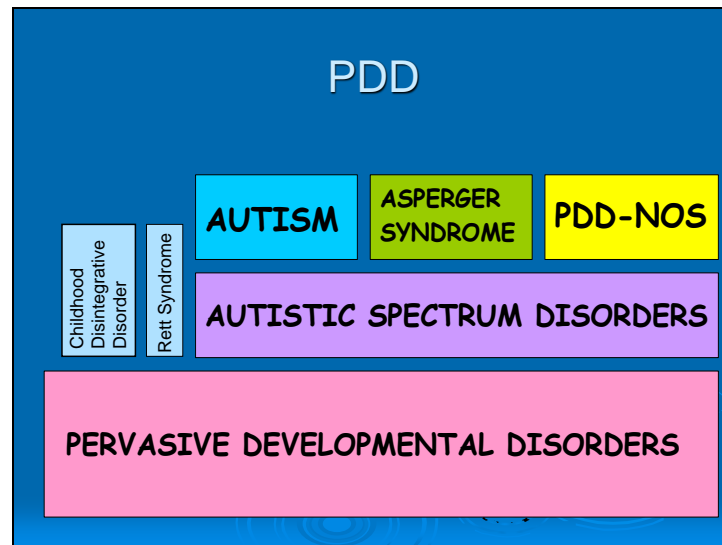 PDD
AUTISM
ASPERGER
SYNDROME
PDD-NOS
Childhood
Disintegrative
Disorder
Rett Syndrome
AUTISTIC SPECTRUM DISORDERS
PERVASIVE DEVELOPMENTAL DISORDERS